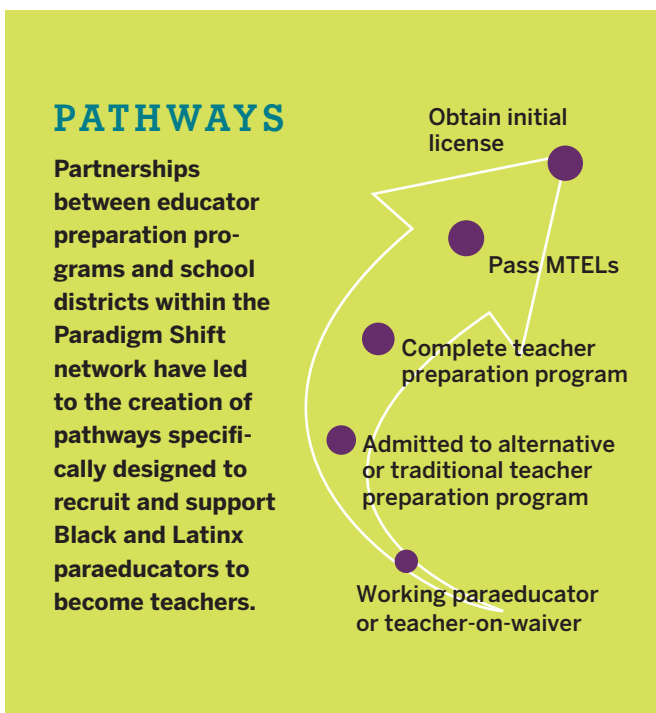 PATHWAYS
Partnerships
between educator
preparation pro-
grams and school
districts within the
Paradigm Shift
network have led
to the creation of
pathways specifi-
cally designed to
recruit and support
Black and Latinx
paraeducators to
become teachers.
Obtain initial
license
Pass MTELs
Complete teacher
preparation program
Admitted to alternative
or traditional teacher
preparation program
Working paraeducator
or teacher-on-waiver